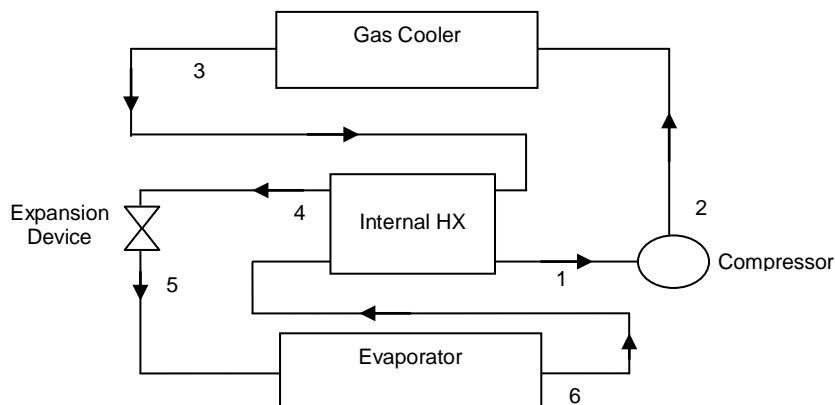 Gas Cooler
3
Expansion
Device
4
Internal HX
2
Compressor
1
5
Evaporator
6